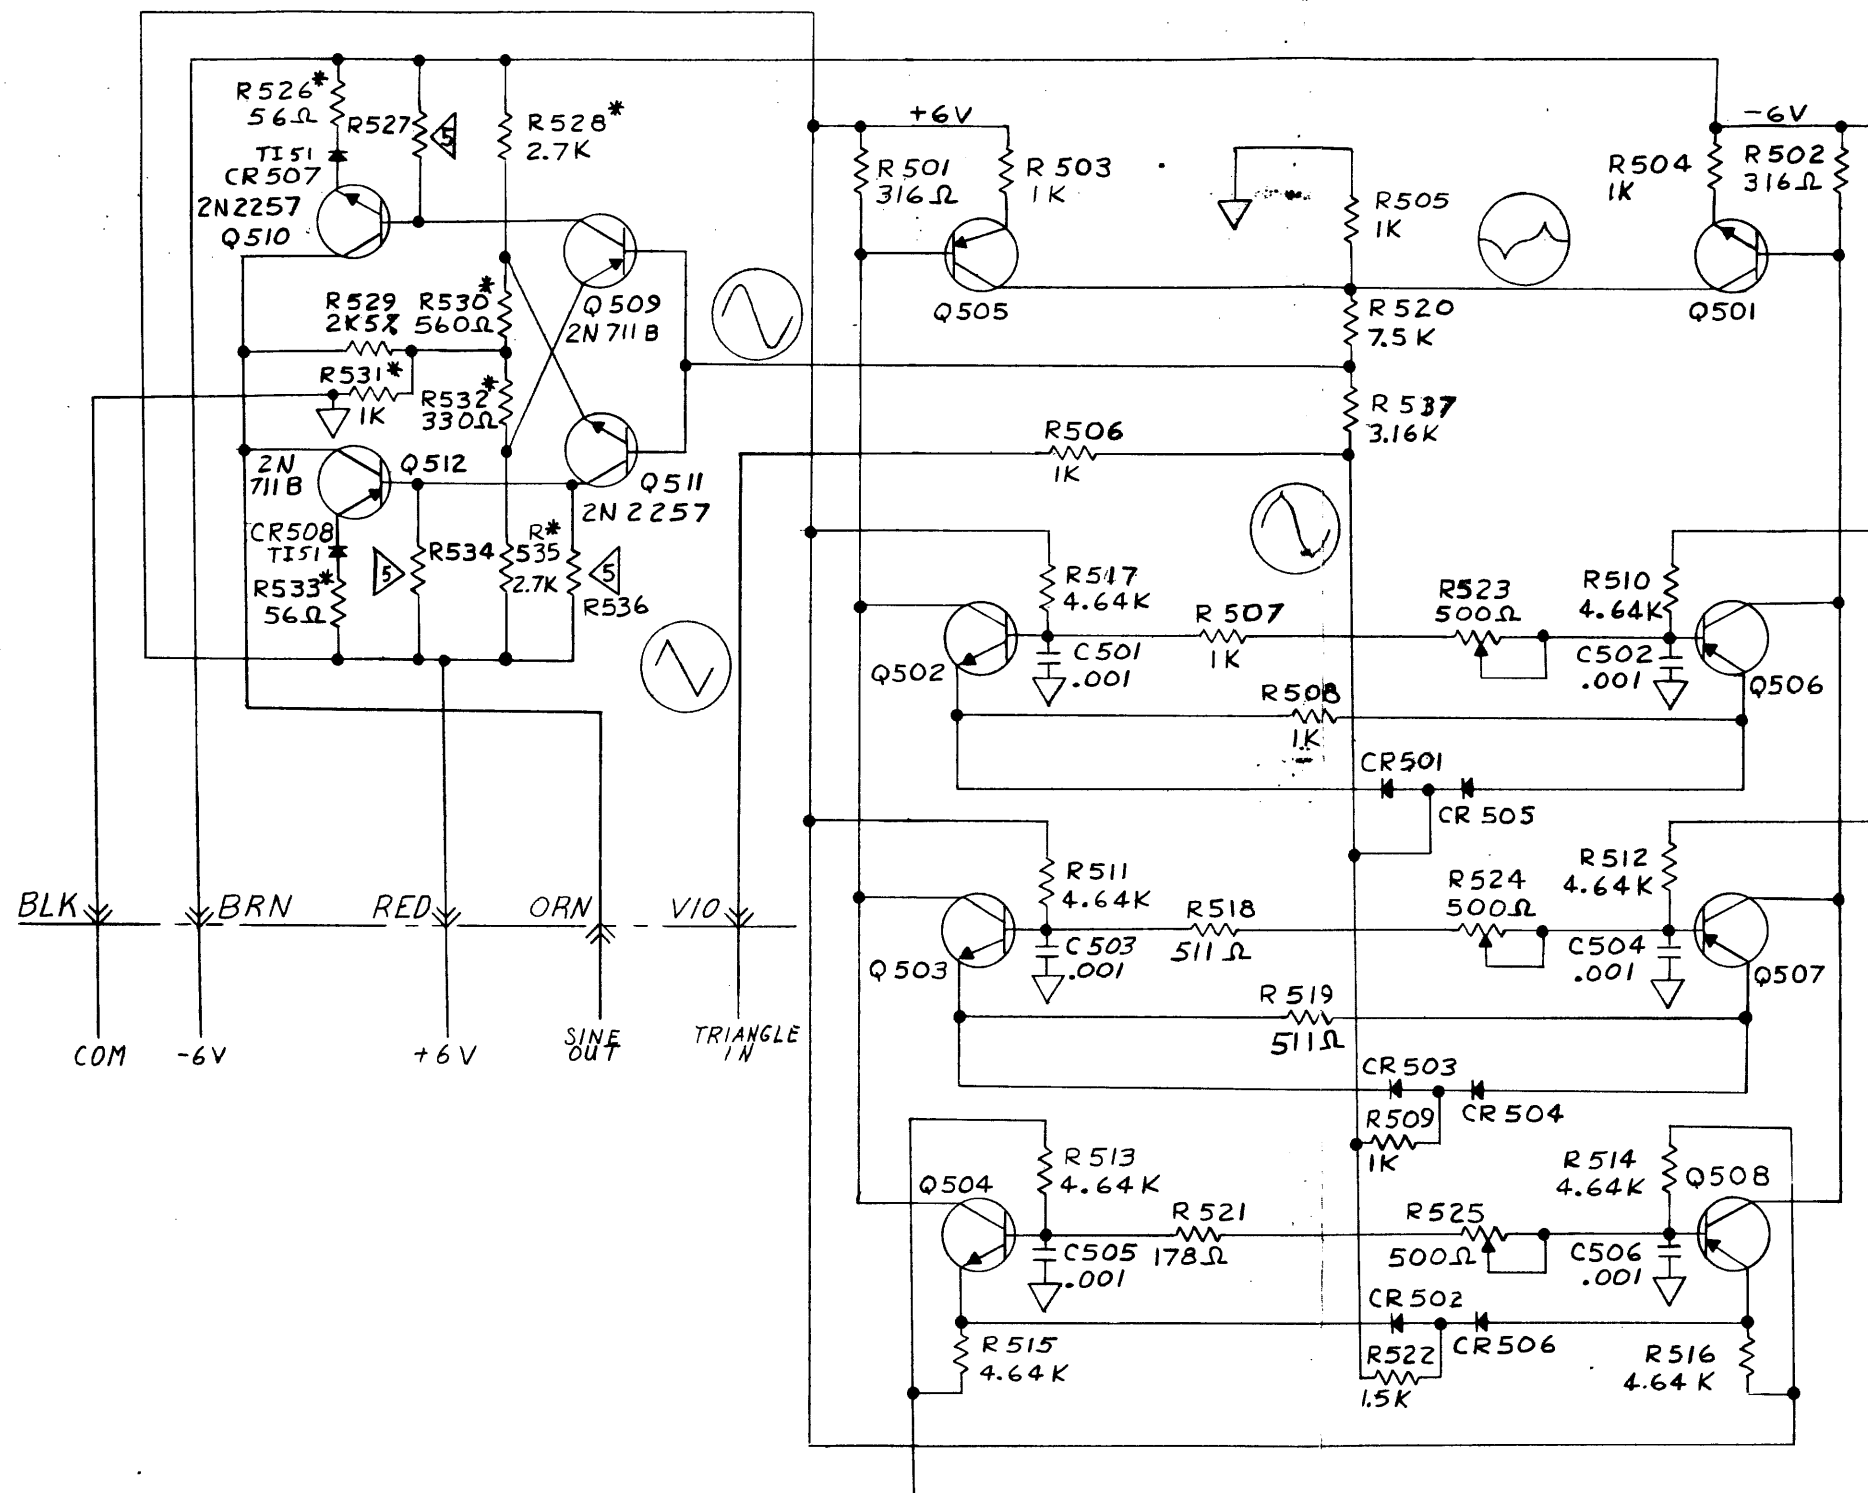 R526*
56Ω
R527
5
R528*
2.7K
TI51
CR507
2N2257
Q510
Q509
2N711B
R529
2K5%
R530*
560Ω
R531*
1K
R532*
330Ω
2N
711B
Q512
Q511
2N2257
CR508
TI51
R533*
56Ω
5
R534
R*
535
2.7K
5
R536
+6V
R501
316Ω
R503
1K
Q505
R505
1K
-6V
R504
1K
R502
316Ω
Q501
R520
7.5K
R537
3.16K
R506
1K
R517
4.64K
R507
1K
R523
500Ω
R510
4.64K
C501
.001
Q502
C502
.001
Q506
R508
1K
CR501
CR505
R511
4.64K
R518
511Ω
R524
500Ω
R512
4.64K
C503
.001
Q503
C504
.001
Q507
R519
511Ω
CR503
CR504
R509
1K
R513
4.64K
Q504
R521
178Ω
R525
500Ω
R514
4.64K
Q508
C505
.001
C506
.001
CR502
CR506
R515
4.64K
R522
1.5K
R516
4.64K
BLK
BRN
RED
ORN
VIO
COM
-6V
+6V
SINE
OUT
TRIANGLE
IN